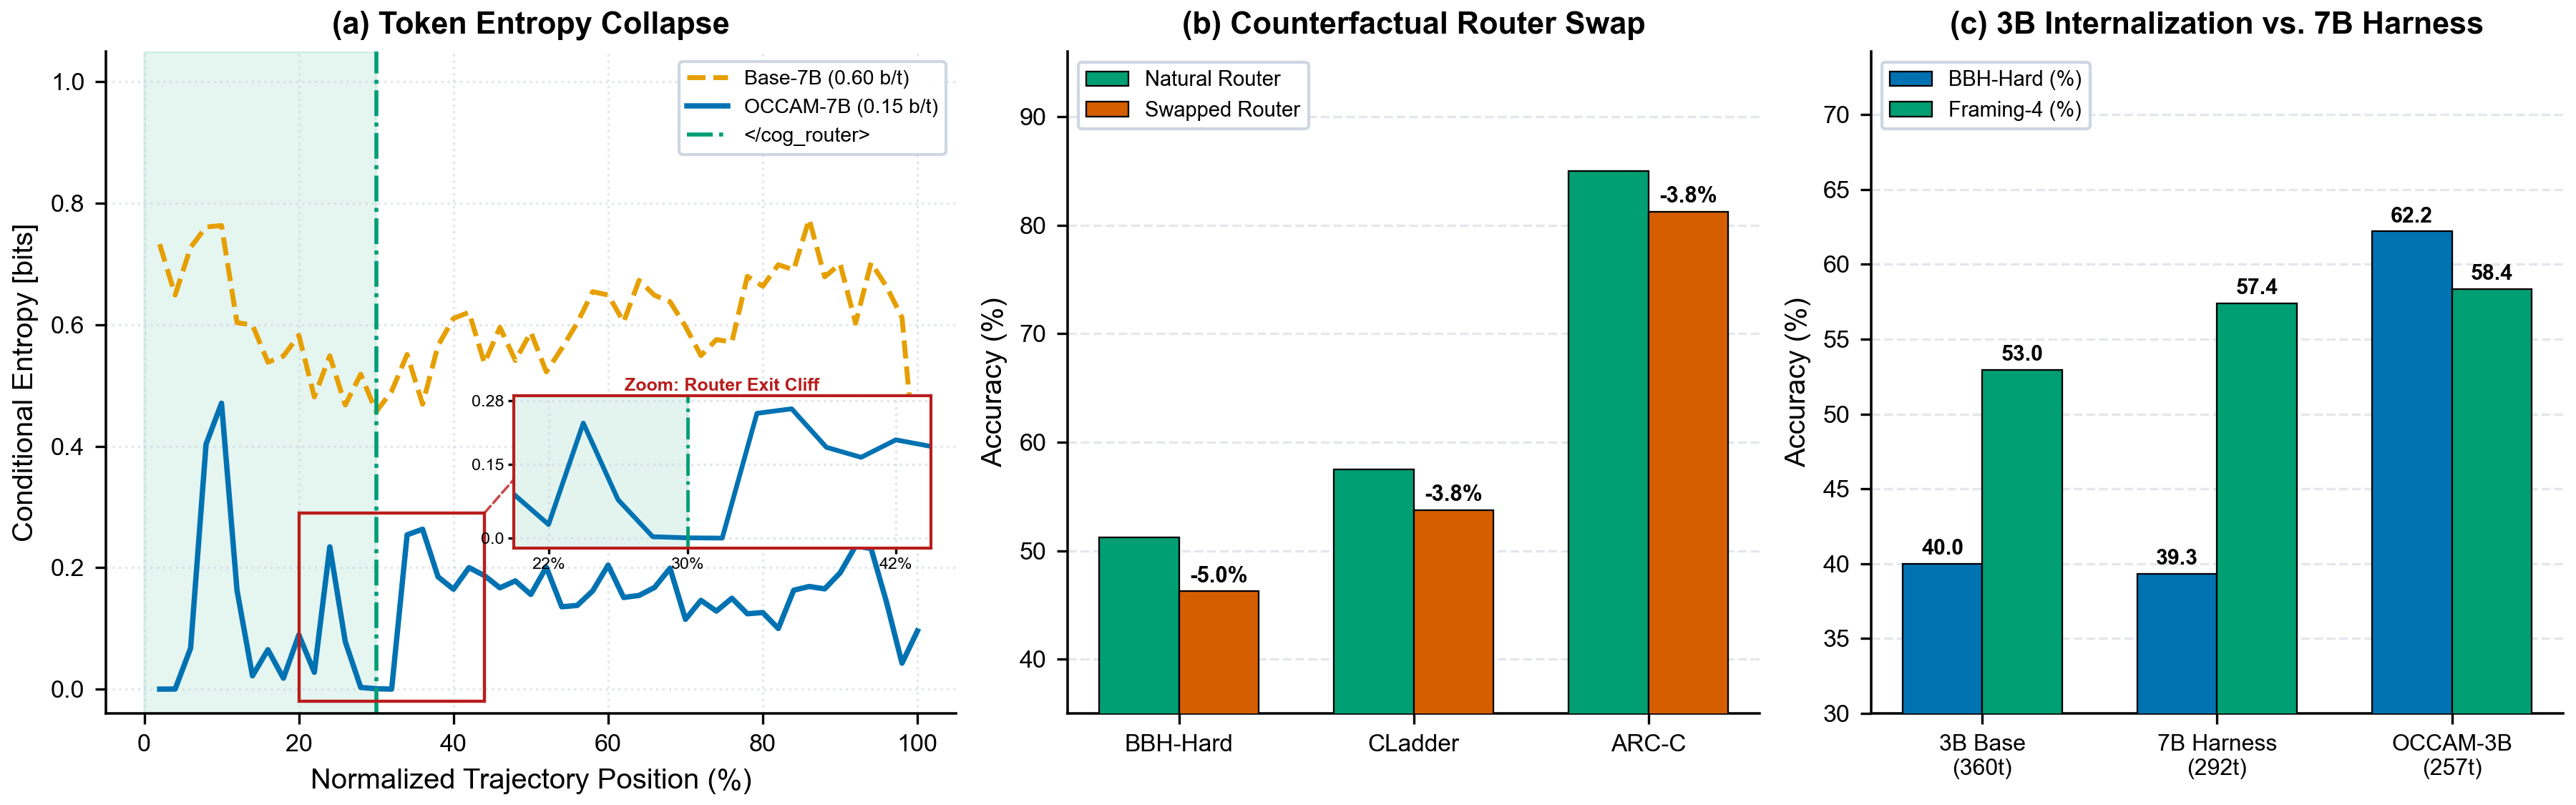 (a) Token Entropy Collapse
Conditional Entropy [bits]
1.0
0.8
0.6
0.4
0.2
0.0
Base-7B (0.60 b/t)
OCCAM-7B (0.15 b/t)
</cog_router>
Zoom: Router Exit Cliff
0.28
0.15
0.0
22%
30%
42%
0
20
40
60
80
100
Normalized Trajectory Position (%)
(b) Counterfactual Router Swap
Accuracy (%)
90
80
70
60
50
40
Natural Router
Swapped Router
-5.0%
-3.8%
-3.8%
BBH-Hard
CLadder
ARC-C
(c) 3B Internalization vs. 7B Harness
Accuracy (%)
70
65
60
55
50
45
40
35
30
BBH-Hard (%)
Framing-4 (%)
40.0
53.0
39.3
57.4
62.2
58.4
3B Base
(360t)
7B Harness
(292t)
OCCAM-3B
(257t)